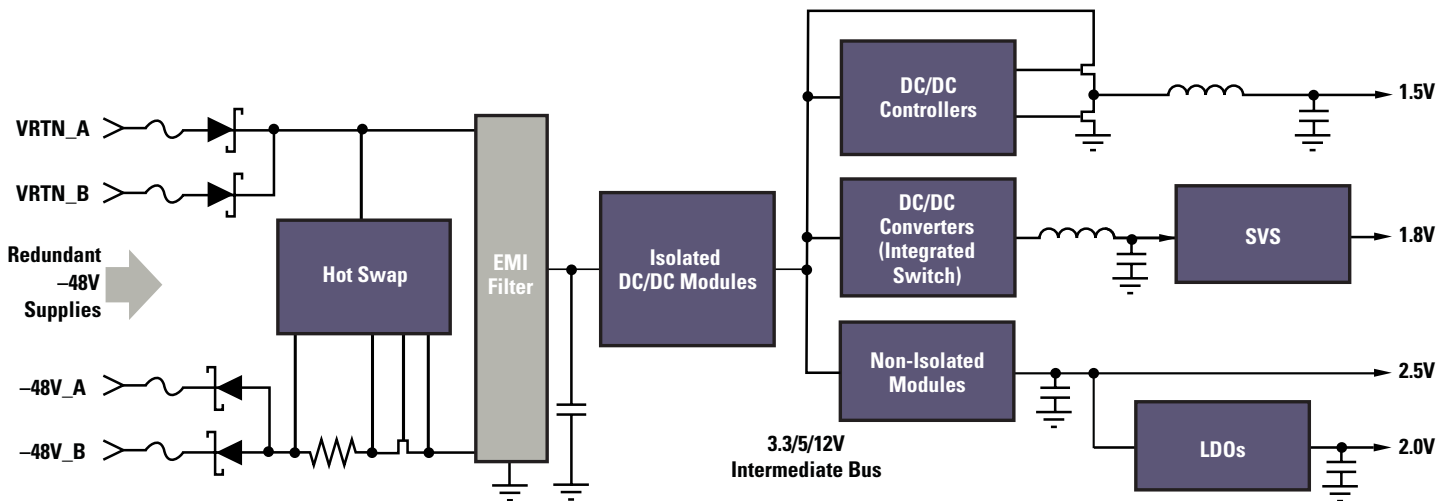 VRTN_A
VRTN_B
Redundant
–48V
Supplies
–48V_A
–48V_B
Hot Swap
EMI
Filter
Isolated
DC/DC Modules
DC/DC
Controllers
1.5V
DC/DC
Converters
(Integrated
Switch)
SVS
1.8V
Non-Isolated
Modules
2.5V
3.3/5/12V
Intermediate Bus
LDOs
2.0V